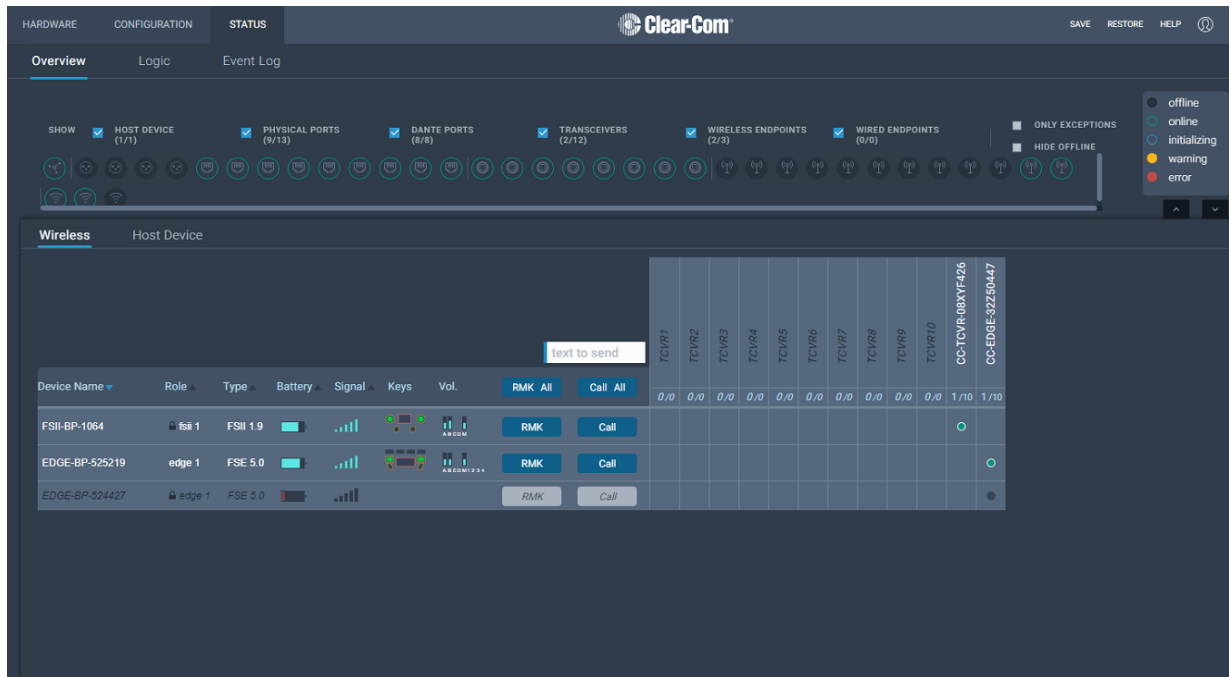 HARDWARE CONFIGURATION STATUS Clear-Com SAVE RESTORE HELP
Overview Logic Event Log
SHOW HOST DEVICE (1/1) PHYSICAL PORTS (9/13) DANTE PORTS (8/8) TRANSCEIVERS (2/12) WIRELESS ENDPOINTS (2/3) WIRED ENDPOINTS (0/0)
ONLY EXCEPTIONS
HIDE OFFLINE
offline
online
initializing
warning
error
Wireless Host Device
text to send
TCVR1 TCVR2 TCVR3 TCVR4 TCVR5 TCVR6 TCVR7 TCVR8 TCVR9 TCVR10 CC-TCVR-08XYF426 CC-EDGE-32Z50447
Device Name Role Type Battery Signal Keys Vol. RMK All Call All
0/0 0/0 0/0 0/0 0/0 0/0 0/0 0/0 0/0 0/0 1/10 1/10
FSII-BP-1064 fsii 1 FSII 1.9 A B C O M RMK Call
EDGE-BP-525219 edge 1 FSE 5.0 A B C D M 1 2 3 4 RMK Call
EDGE-BP-524427 edge 1 FSE 5.0 RMK Call